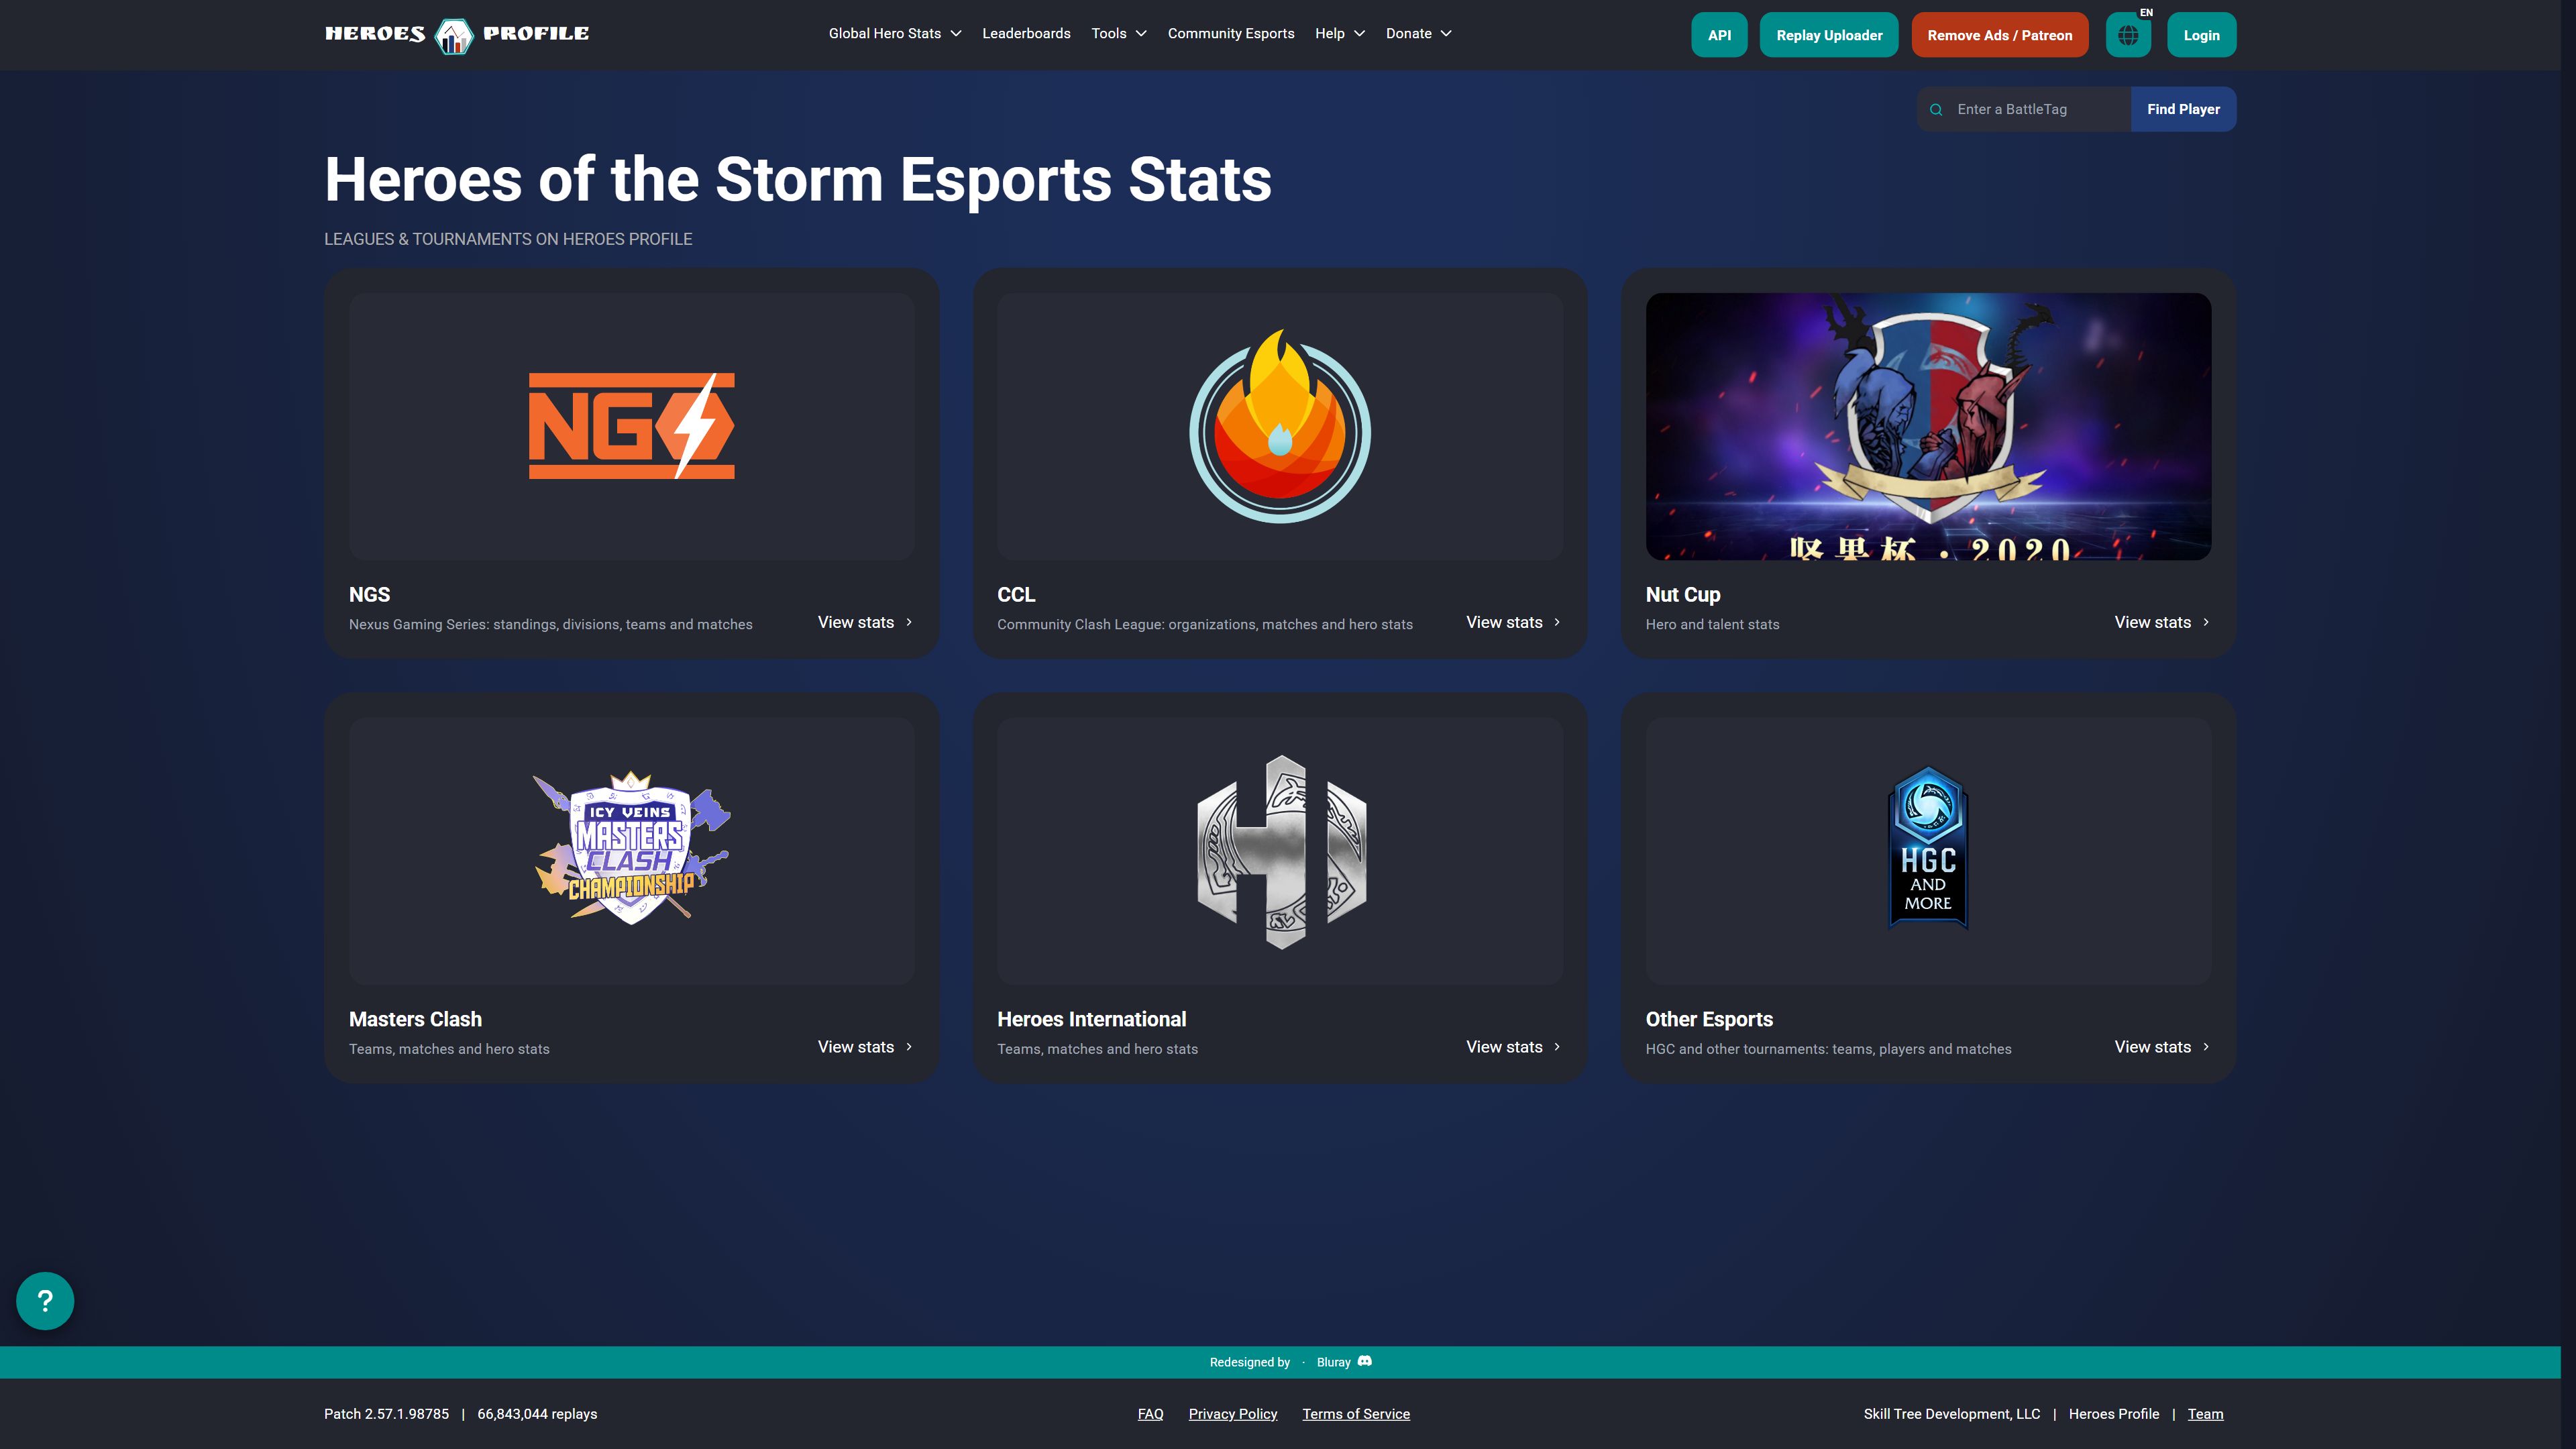 HEROES PROFILE
Global Hero Stats
Leaderboards
Tools
Community Esports
Help
Donate
API
Replay Uploader
Remove Ads / Patreon
EN
Login
Enter a BattleTag
Find Player
Heroes of the Storm Esports Stats
LEAGUES & TOURNAMENTS ON HEROES PROFILE
NGS
NGS
Nexus Gaming Series: standings, divisions, teams and matches
View stats
CCL
Community Clash League: organizations, matches and hero stats
View stats
坚果杯·2020
Nut Cup
Hero and talent stats
View stats
ICY VEINS
MASTERS
CLASH
CHAMPIONSHIP
Masters Clash
Teams, matches and hero stats
View stats
HI
Heroes International
Teams, matches and hero stats
View stats
HGC
AND
MORE
Other Esports
HGC and other tournaments: teams, players and matches
View stats
?
Redesigned by · Bluray
Patch 2.57.1.98785 | 66,843,044 replays
FAQ
Privacy Policy
Terms of Service
Skill Tree Development, LLC | Heroes Profile | Team